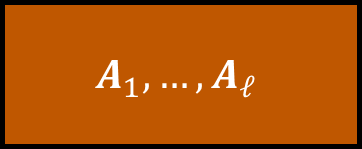 A₁, … , Aℓ